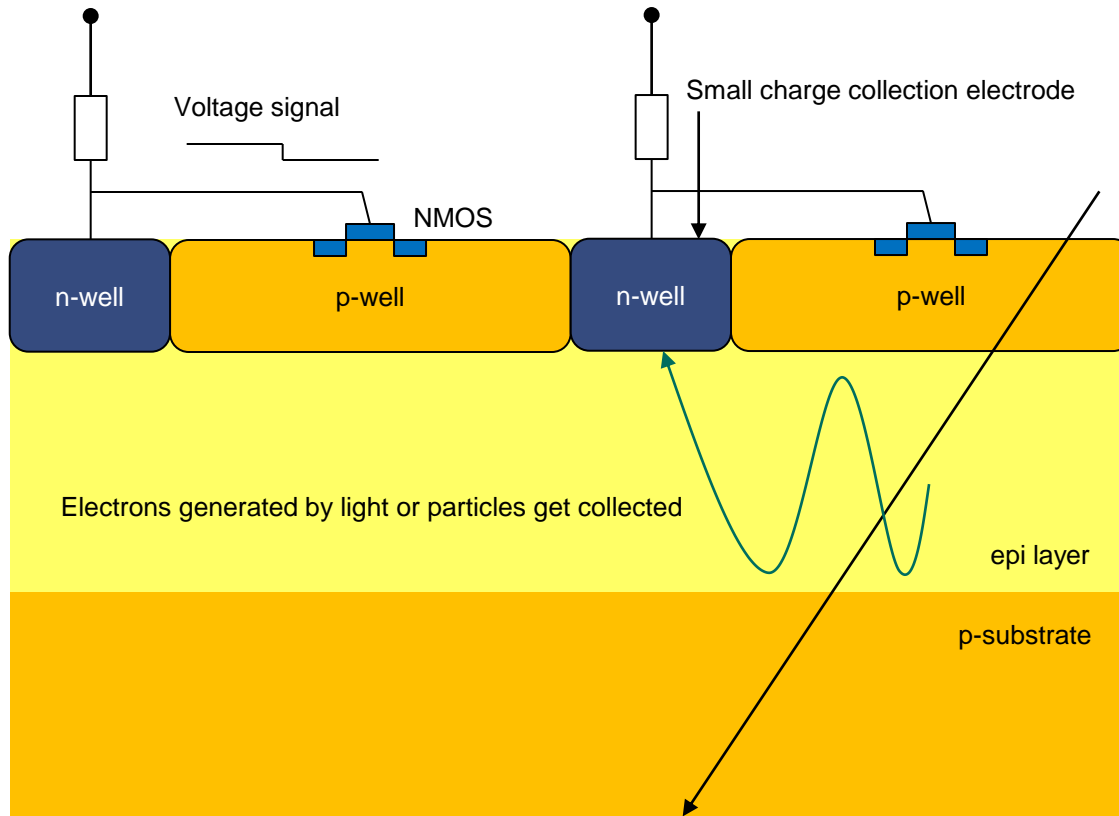 Small charge collection electrode
Voltage signal
NMOS
n-well
p-well
n-well
p-well
Electrons generated by light or particles get collected
epi layer
p-substrate